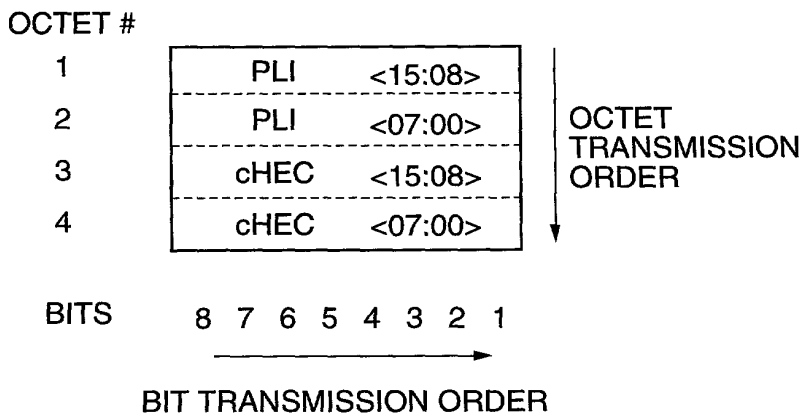 OCTET #
1 PLI <15:08>
2 PLI <07:00>
3 cHEC <15:08>
4 cHEC <07:00>
OCTET
TRANSMISSION
ORDER
BITS 8 7 6 5 4 3 2 1
BIT TRANSMISSION ORDER